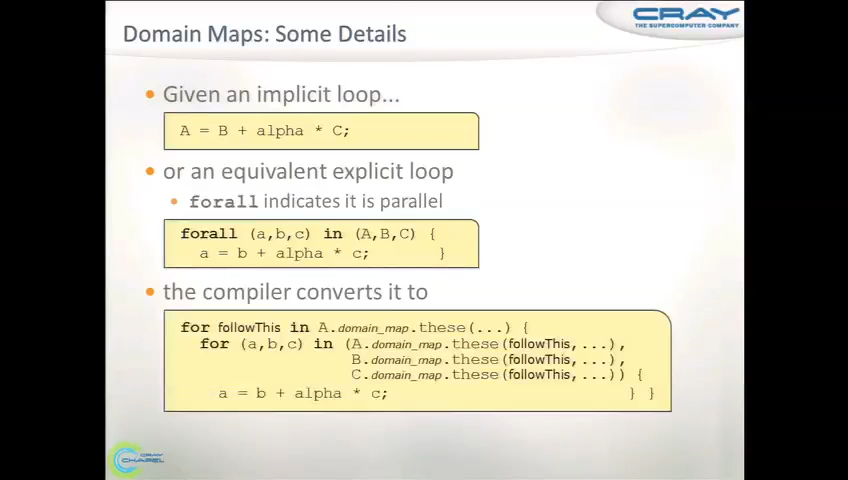 CRAY
THE SUPERCOMPUTER COMPANY
Domain Maps: Some Details
• Given an implicit loop...
A = B + alpha * C;
• or an equivalent explicit loop
• forall indicates it is parallel
forall (a,b,c) in (A,B,C) {
a = b + alpha * c; }
• the compiler converts it to
for followThis in A.domain_map.these(...) {
for (a,b,c) in (A.domain_map.these(followThis,...),
B.domain_map.these(followThis,...),
C.domain_map.these(followThis,...)) {
a = b + alpha * c; } }
CRAY
CHAPEL